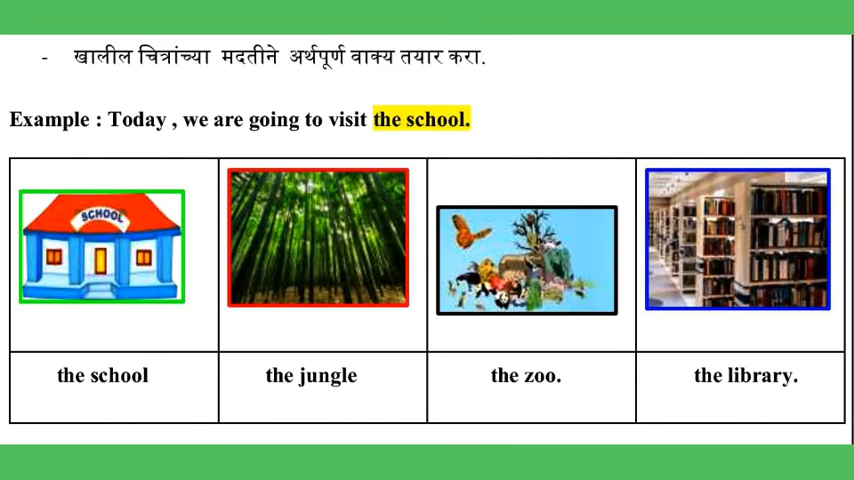 - खालील चित्रांच्या मदतीने अर्थपूर्ण वाक्य तयार करा.
Example : Today , we are going to visit the school.
SCHOOL
the school
the jungle
the zoo.
the library.